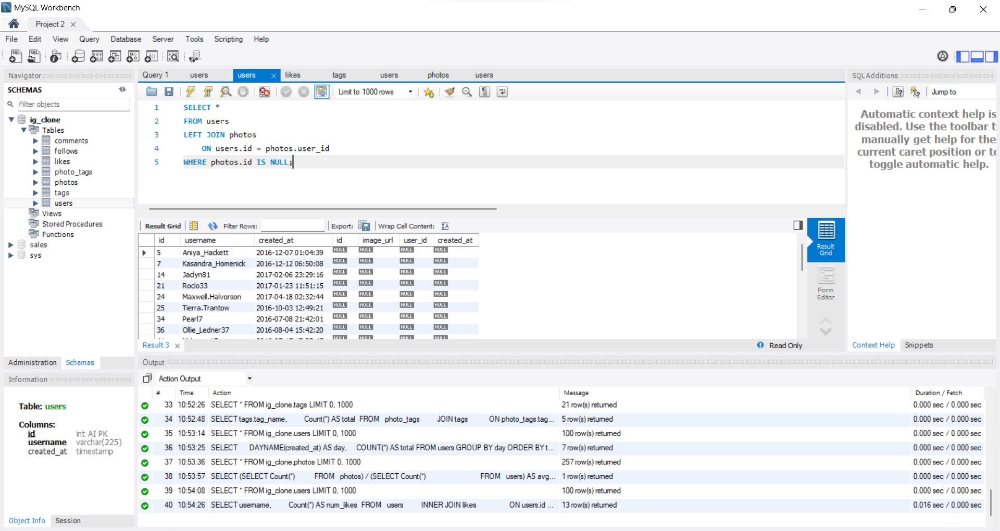 MySQL Workbench
Project 2
File Edit View Query Database Server Tools Scripting Help
Navigator
SCHEMAS
Filter objects
ig_clone
Tables
comments
follows
likes
photo_tags
photos
tags
users
Views
Stored Procedures
Functions
sales
sys
Administration Schemas
Information
Table: users
Columns:
id int AI PK
username varchar(225)
created_at timestamp
Object Info Session
Query 1 users users likes tags users photos users
Limit to 1000 rows
1 SELECT *
2 FROM users
3 LEFT JOIN photos
4 ON users.id = photos.user_id
5 WHERE photos.id IS NULL;
Result Grid Filter Rows: Export: Wrap Cell Content:
id username created_at id image_url user_id created_at
5 Aniya_Hackett 2016-12-07 01:04:39 NULL NULL NULL NULL
7 Kasandra_Homenick 2016-12-12 06:50:08 NULL NULL NULL NULL
14 Jaclyn81 2017-02-06 23:29:16 NULL NULL NULL NULL
21 Rocio33 2017-01-23 11:51:15 NULL NULL NULL NULL
24 Maxwell.Halvorson 2017-04-18 02:32:44 NULL NULL NULL NULL
25 Tierra.Trantow 2016-10-03 12:49:21 NULL NULL NULL NULL
34 Pearl7 2016-07-08 21:42:01 NULL NULL NULL NULL
36 Ollie_Ledner37 2016-08-04 15:42:20 NULL NULL NULL NULL
Result 3
Read Only
Result
Grid
Form
Editor
SQLAdditions
Jump to
Automatic context help is
disabled. Use the toolbar t
manually get help for the
current caret position or to
toggle automatic help.
Context Help Snippets
Output
Action Output
# Time Action Message Duration / Fetch
33 10:52:26 SELECT * FROM ig_clone.tags LIMIT 0, 1000 21 row(s) returned 0.000 sec / 0.000 sec
34 10:52:48 SELECT tags.tag_name, Count(*) AS total FROM photo_tags JOIN tags ON photo_tags.tag... 5 row(s) returned 0.000 sec / 0.000 sec
35 10:53:14 SELECT * FROM ig_clone.users LIMIT 0, 1000 100 row(s) returned 0.000 sec / 0.000 sec
36 10:53:25 SELECT DAYNAME(created_at) AS day, COUNT(*) AS total FROM users GROUP BY day ORDER BY t... 7 row(s) returned 0.000 sec / 0.000 sec
37 10:53:36 SELECT * FROM ig_clone.photos LIMIT 0, 1000 257 row(s) returned 0.000 sec / 0.000 sec
38 10:53:57 SELECT (SELECT Count(*) FROM photos) / (SELECT Count(*) FROM users) AS avg... 1 row(s) returned 0.000 sec / 0.000 sec
39 10:54:08 SELECT * FROM ig_clone.users LIMIT 0, 1000 100 row(s) returned 0.000 sec / 0.000 sec
40 10:54:26 SELECT username, Count(*) AS num_likes FROM users INNER JOIN likes ON users.id ... 13 row(s) returned 0.016 sec / 0.000 sec